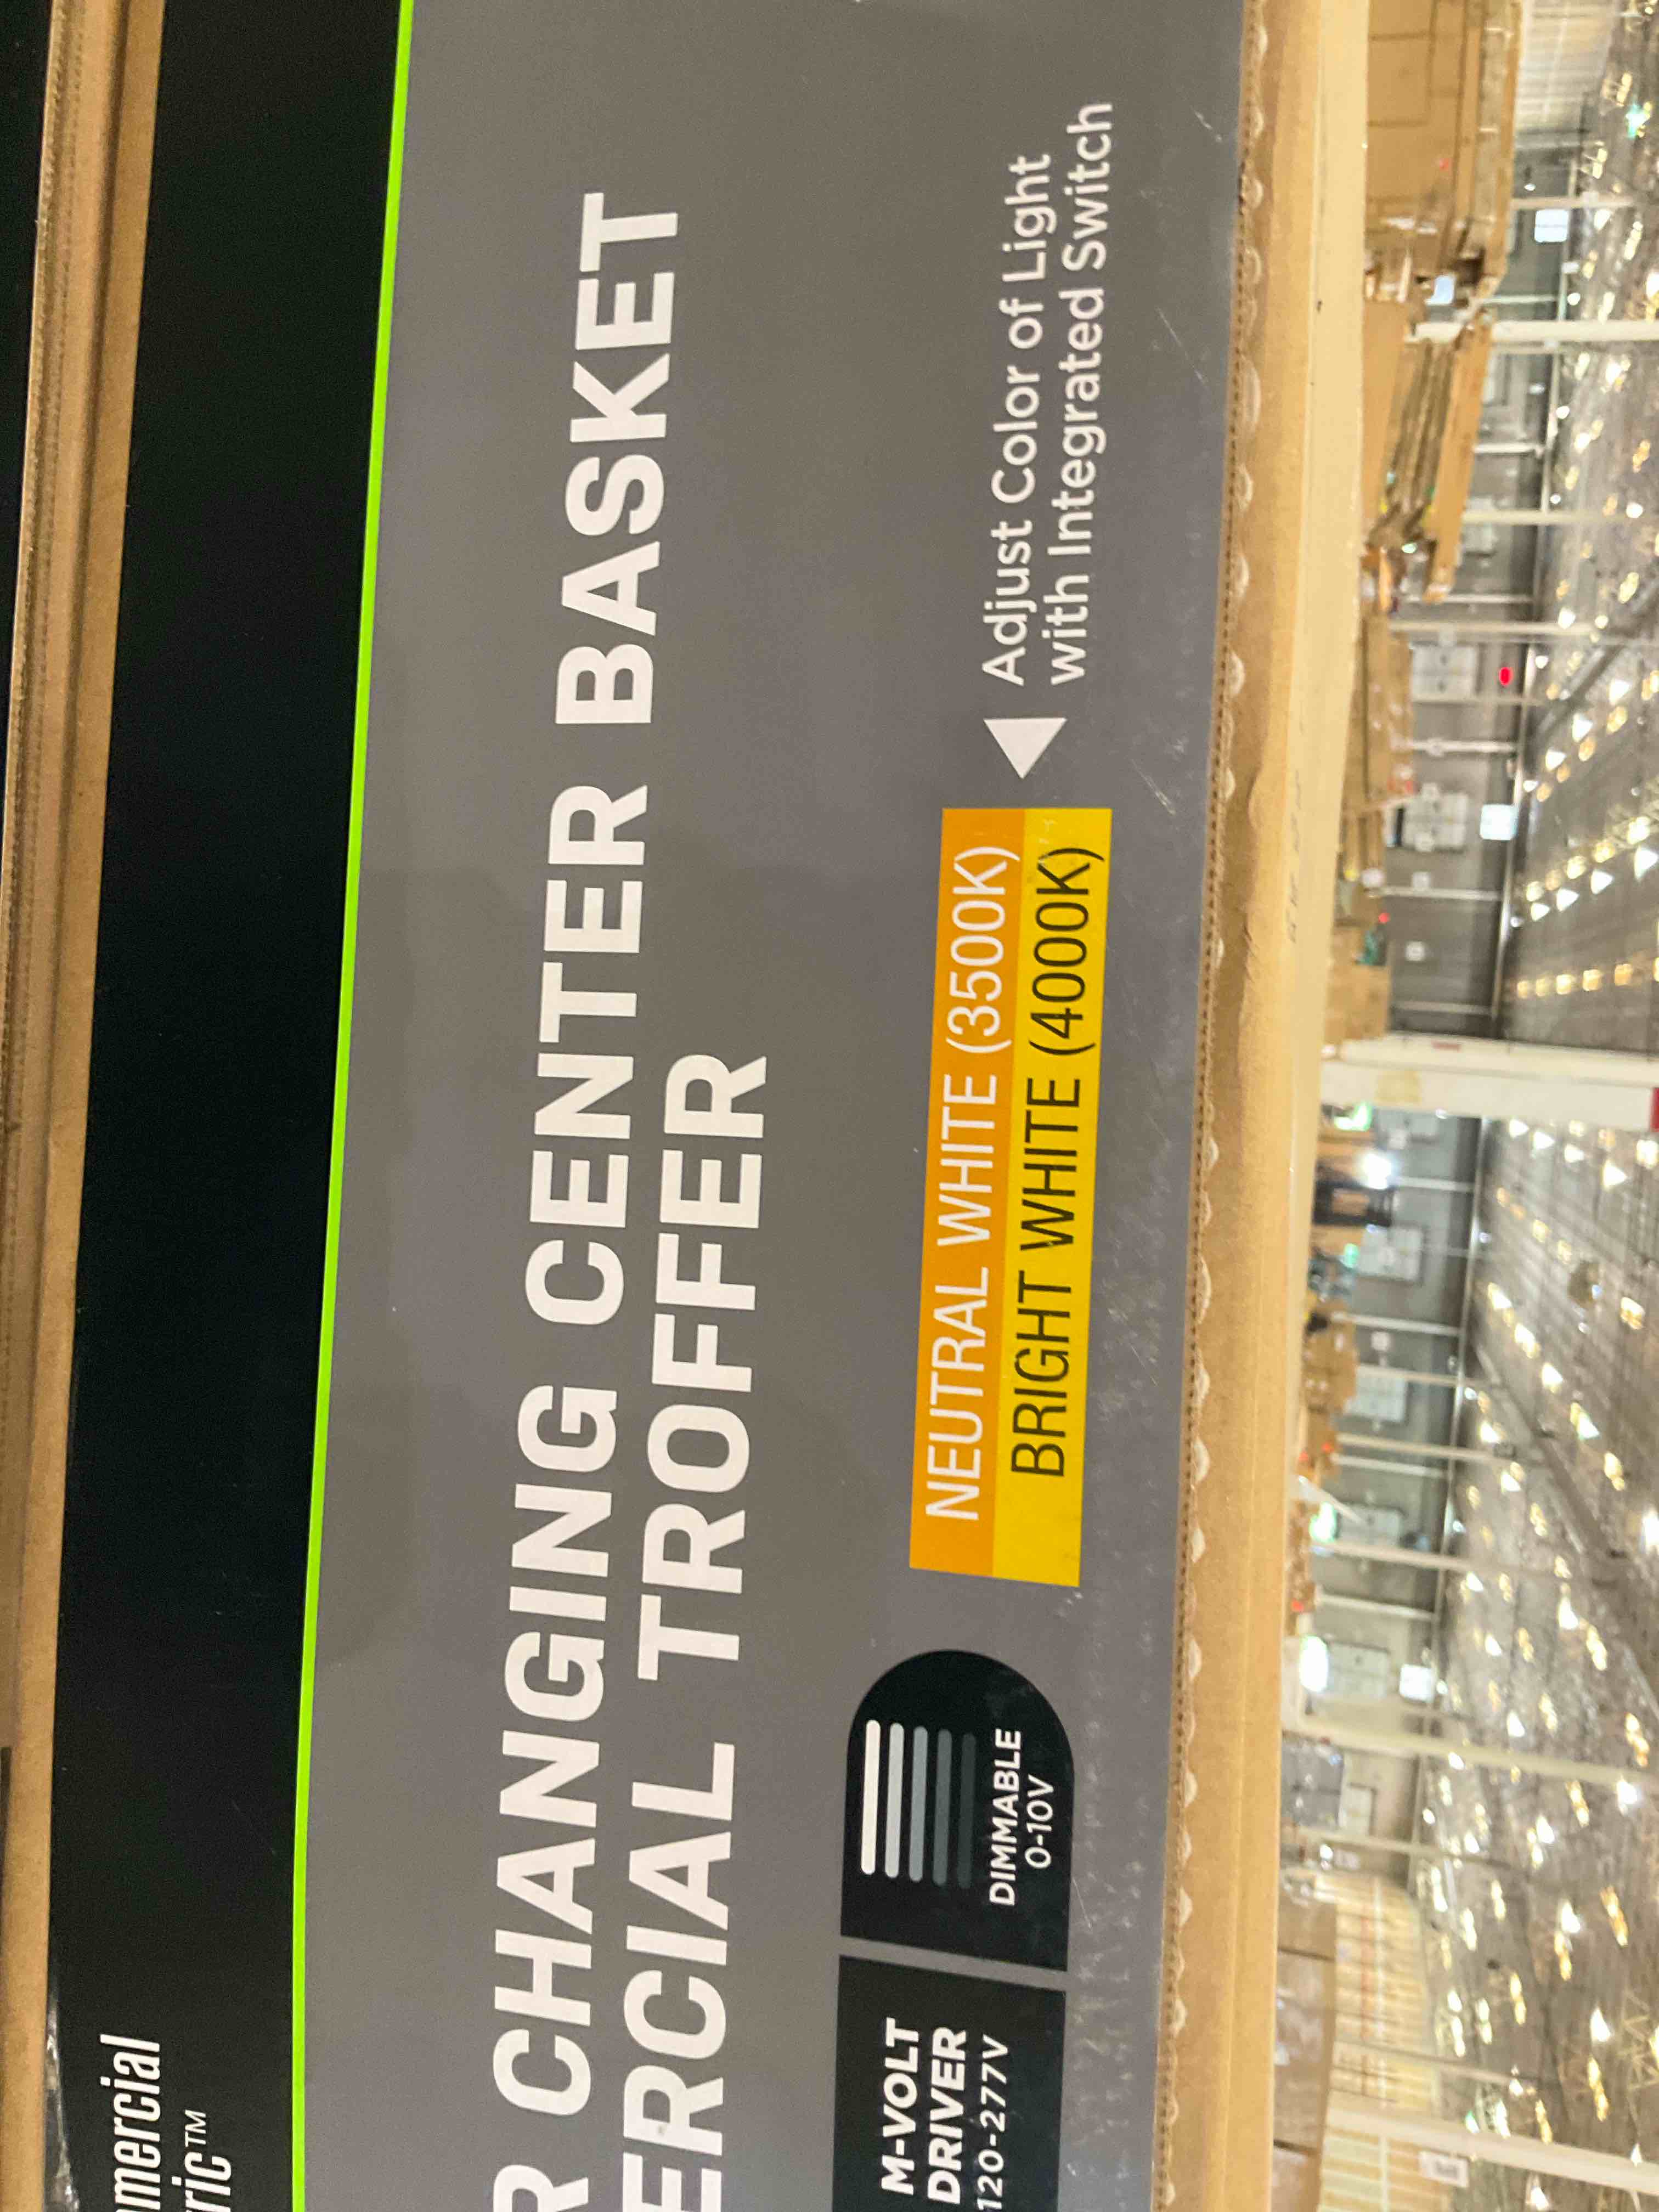 mmercial
ric™
R CHANGING CENTER BASKET
ERCIAL TROFFER
M-VOLT
DRIVER
120-277V
DIMMABLE
0-10V
NEUTRAL WHITE (3500K)
BRIGHT WHITE (4000K)
Adjust Color of Light
with Integrated Switch